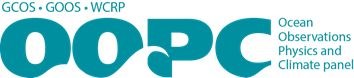 GCOS • GOOS • WCRP
OOPC
Ocean
Observations
Physics and
Climate panel